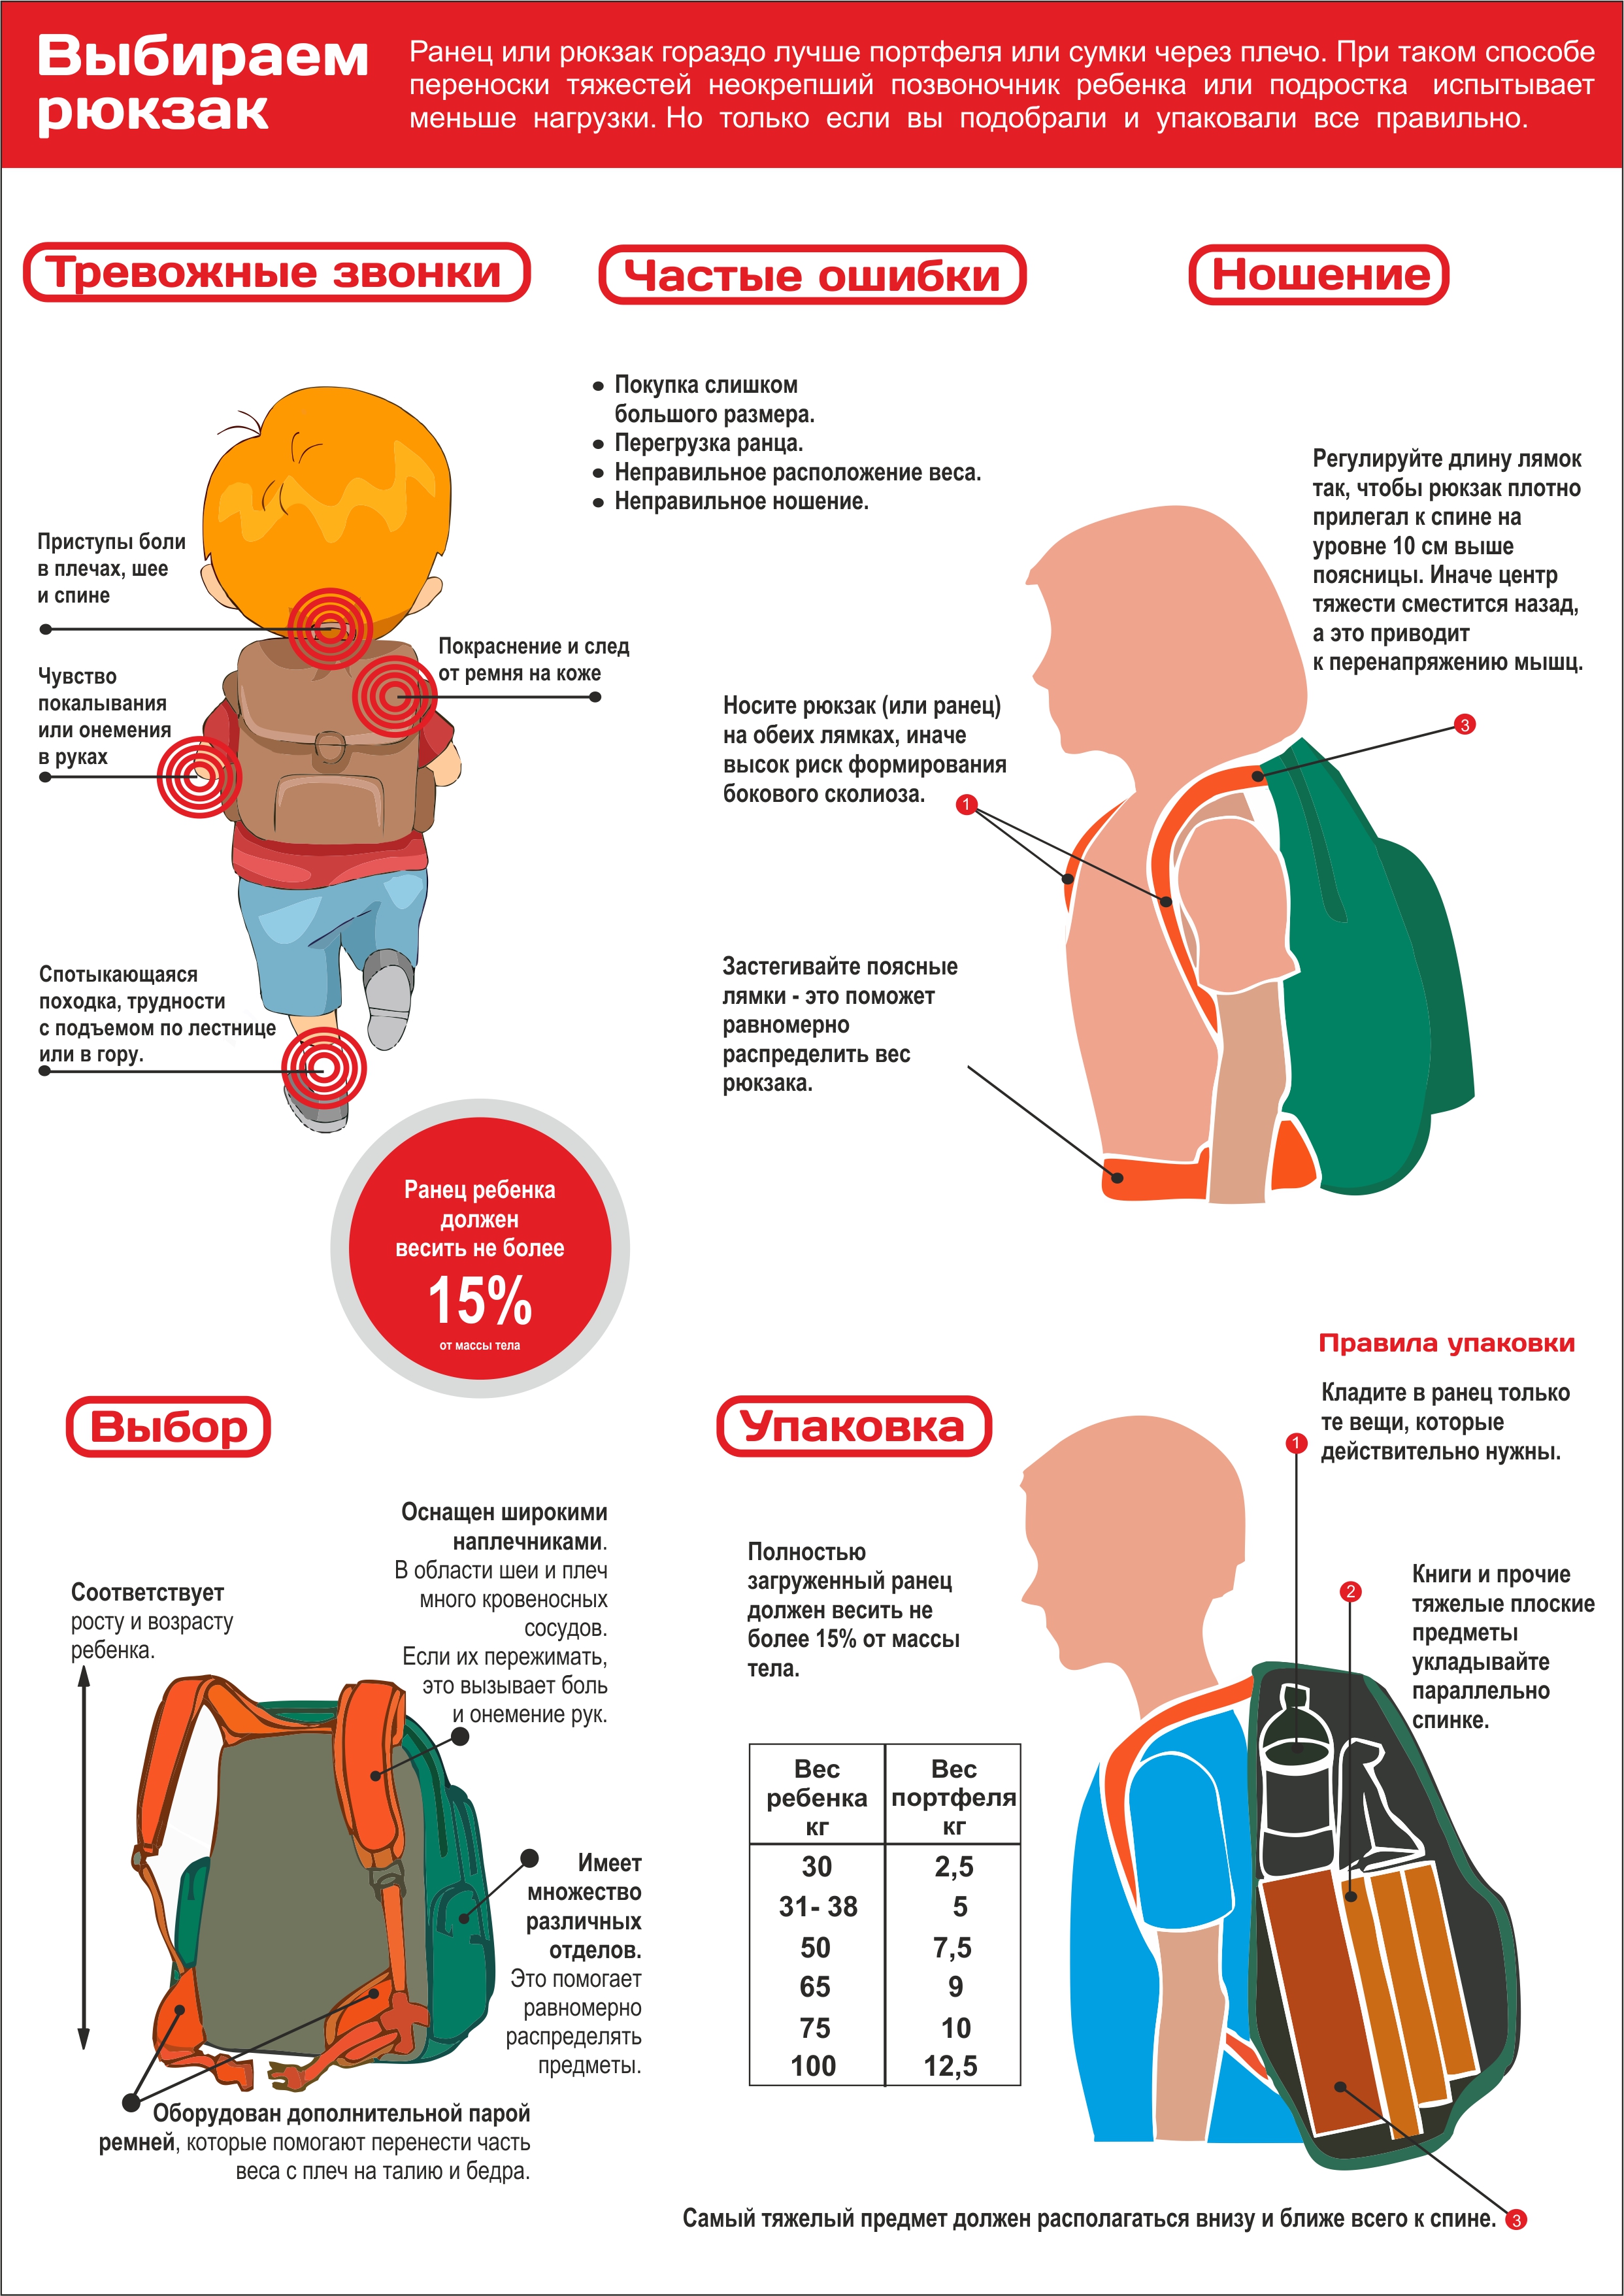 Выбираем
рюкзак
Ранец или рюкзак гораздо лучше портфеля или сумки через плечо. При таком способе
переноски тяжестей неокрепший позвоночник ребенка или подростка испытывает
меньше нагрузки. Но только если вы подобрали и упаковали все правильно.
Тревожные звонки
Приступы боли
в плечах, шее
и спине
Покраснение и след
от ремня на коже
Чувство
покалывания
или онемения
в руках
Спотыкающаяся
походка, трудности
с подъемом по лестнице
или в гору.
Ранец ребенка
должен
весить не более
15%
от массы тела
Частые ошибки
• Покупка слишком
большого размера.
• Перегрузка ранца.
• Неправильное расположение веса.
• Неправильное ношение.
Ношение
Регулируйте длину лямок
так, чтобы рюкзак плотно
прилегал к спине на
уровне 10 см выше
поясницы. Иначе центр
тяжести сместится назад,
а это приводит
к перенапряжению мышц.
3
Носите рюкзак (или ранец)
на обеих лямках, иначе
высок риск формирования
бокового сколиоза.
1
Застегивайте поясные
лямки - это поможет
равномерно
распределить вес
рюкзака.
Выбор
Соответствует
росту и возрасту
ребенка.
Оснащен широкими
наплечниками.
В области шеи и плеч
много кровеносных
сосудов.
Если их пережимать,
это вызывает боль
и онемение рук.
Имеет
множество
различных
отделов.
Это помогает
равномерно
распределять
предметы.
Оборудован дополнительной парой
ремней, которые помогают перенести часть
веса с плеч на талию и бедра.
Упаковка
Полностью
загруженный ранец
должен весить не
более 15% от массы
тела.
Вес ребенка кг Вес портфеля кг
30 2,5
31- 38 5
50 7,5
65 9
75 10
100 12,5
Правила упаковки
Кладите в ранец только
те вещи, которые
действительно нужны.
1
Книги и прочие
тяжелые плоские
предметы
укладывайте
параллельно
спинке.
2
Самый тяжелый предмет должен располагаться внизу и ближе всего к спине.
3